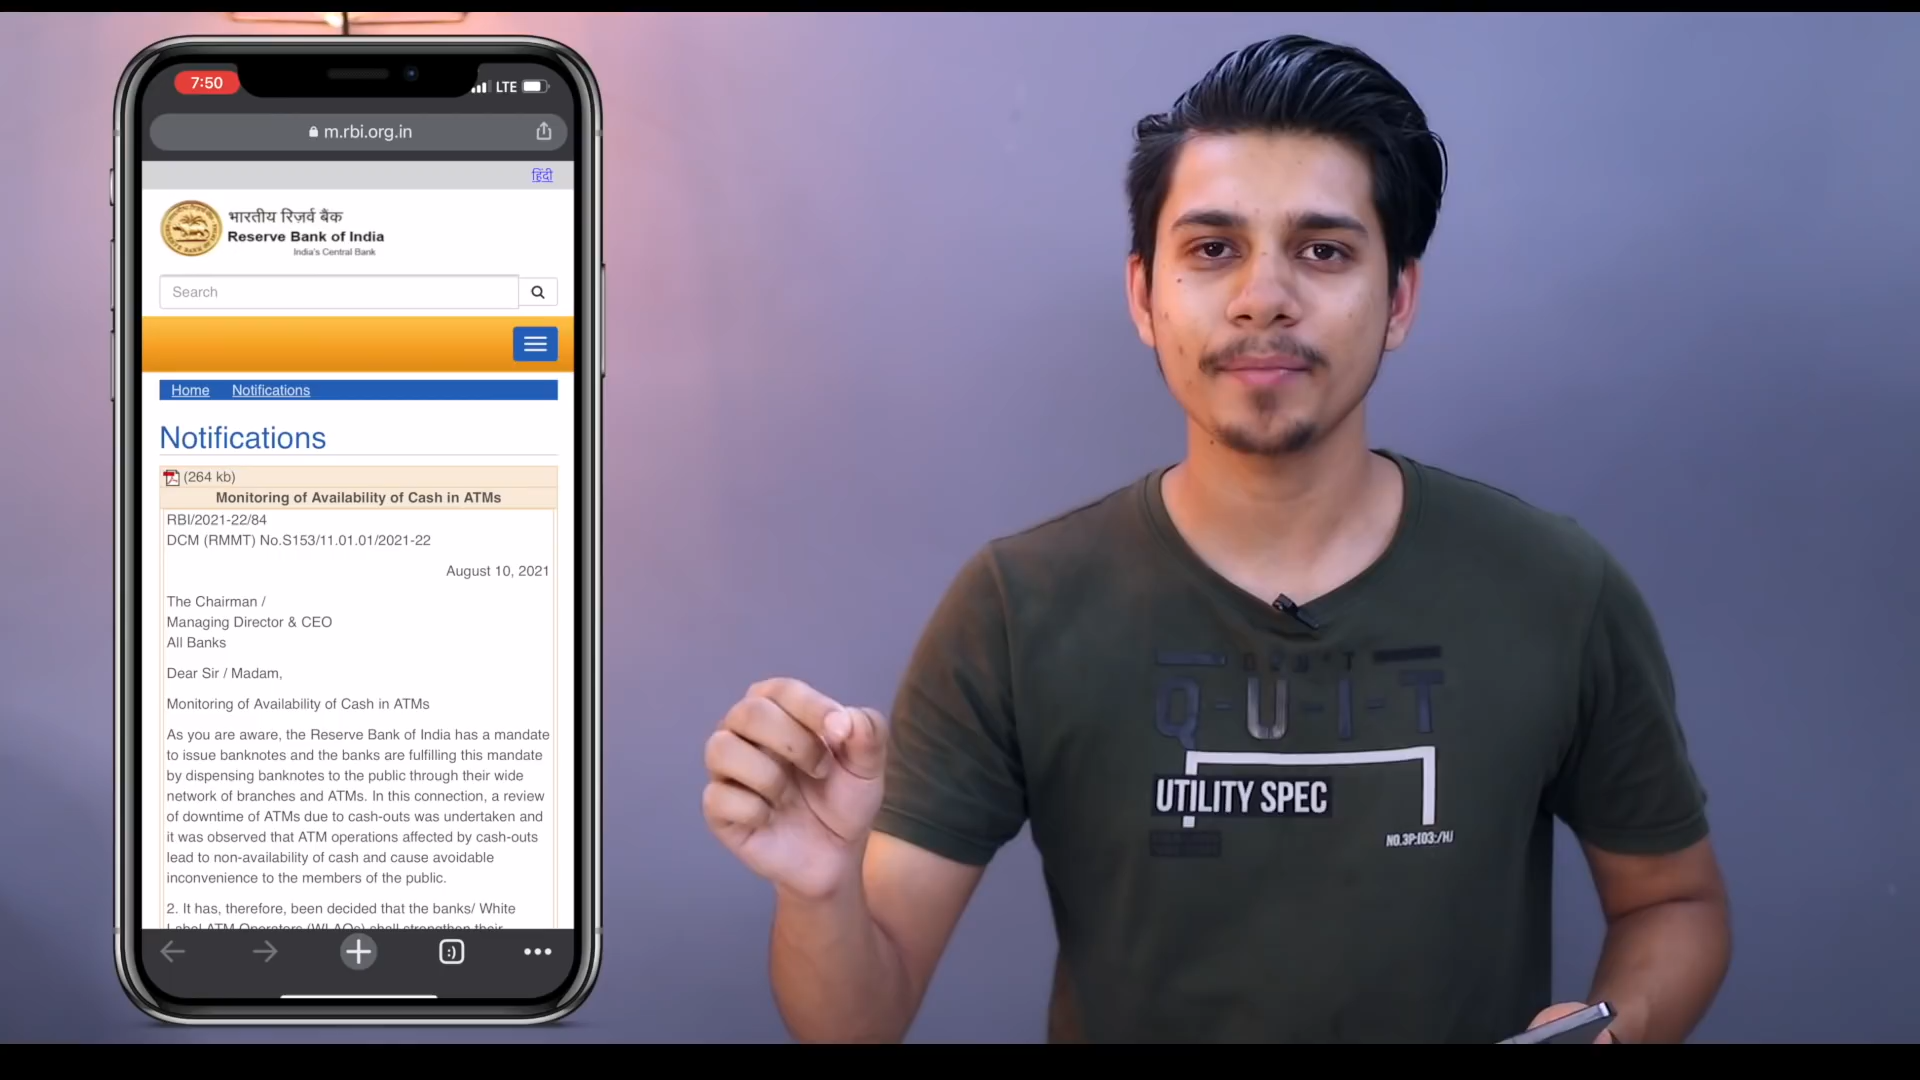 7:50
LTE
m.rbi.org.in
हिंदी
भारतीय रिज़र्व बैंक
Reserve Bank of India
India's Central Bank
Search
Home Notifications
Notifications
(264 kb)
Monitoring of Availability of Cash in ATMs
RBI/2021-22/84
DCM (RMMT) No.S153/11.01.01/2021-22
August 10, 2021
The Chairman /
Managing Director & CEO
All Banks
Dear Sir / Madam,
Monitoring of Availability of Cash in ATMs
As you are aware, the Reserve Bank of India has a mandate
to issue banknotes and the banks are fulfilling this mandate
by dispensing banknotes to the public through their wide
network of branches and ATMs. In this connection, a review
of downtime of ATMs due to cash-outs was undertaken and
it was observed that ATM operations affected by cash-outs
lead to non-availability of cash and cause avoidable
inconvenience to the members of the public.
2. It has, therefore, been decided that the banks/ White
Label ATM Operators (WLAOs) shall strengthen their
Q-U-I-T
UTILITY SPEC